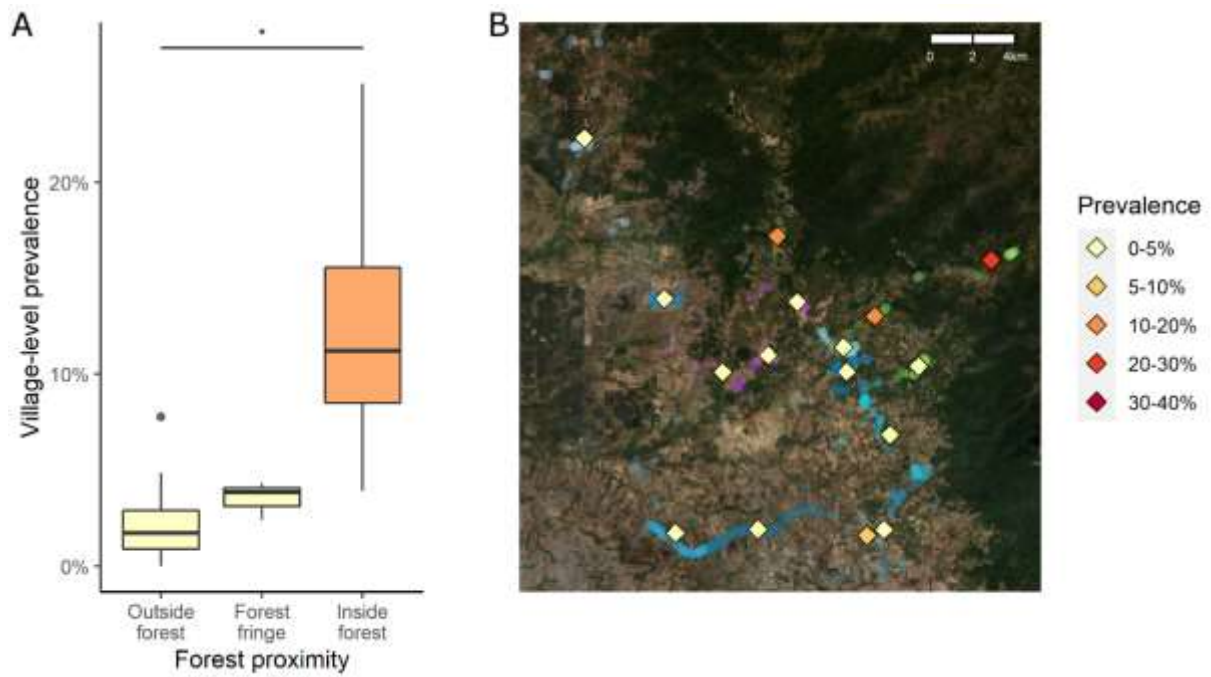 A
Village-level prevalence
20%
10%
0%
Outside forest
Forest fringe
Inside forest
Forest proximity
B
0 2 4km
Prevalence
0-5%
5-10%
10-20%
20-30%
30-40%